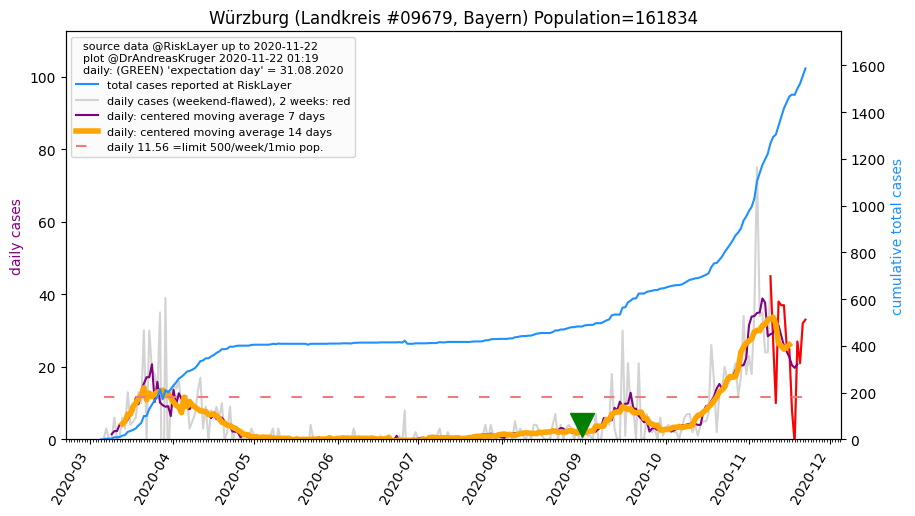 Würzburg (Landkreis #09679, Bayern) Population=161834
source data @RiskLayer up to 2020-11-22
plot @DrAndreasKruger 2020-11-22 01:19
daily: (GREEN) 'expectation day' = 31.08.2020
total cases reported at RiskLayer
daily cases (weekend-flawed), 2 weeks: red
daily: centered moving average 7 days
daily: centered moving average 14 days
daily 11.56 =limit 500/week/1mio pop.
daily cases
100
80
60
40
20
0
cumulative total cases
1600
1400
1200
1000
800
600
400
200
0
2020-03
2020-04
2020-05
2020-06
2020-07
2020-08
2020-09
2020-10
2020-11
2020-12